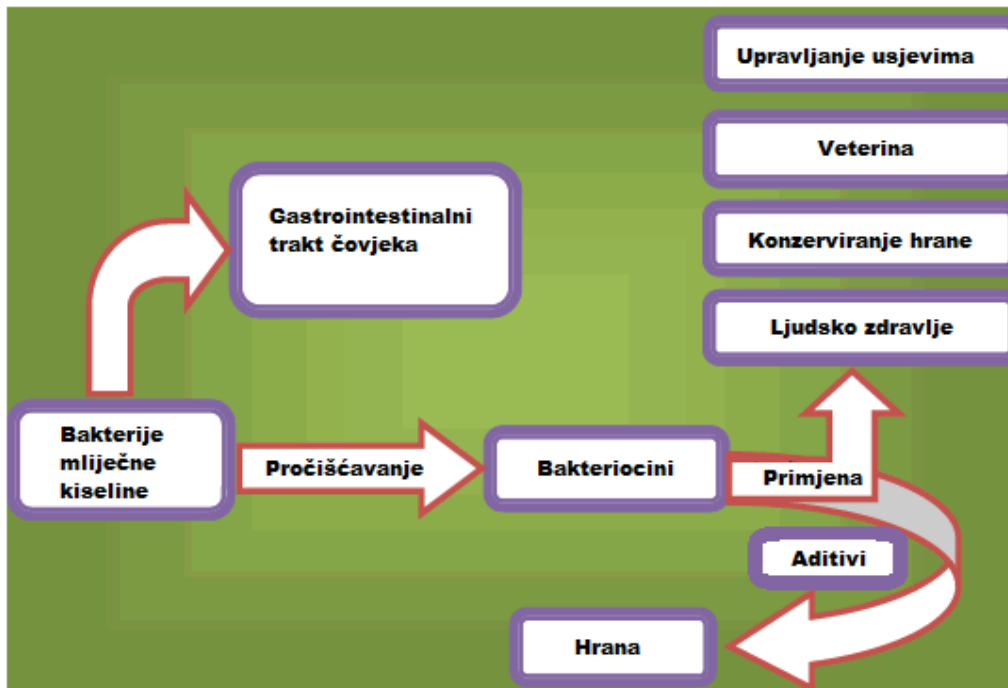 Upravljanje usjevima
Veterina
Konzerviranje hrane
Ljudsko zdravlje
Gastrointestinalni
trakt čovjeka
Bakterije
mliječne
kiseline
Pročišćavanje
Bakteriocini
Primjena
Aditivi
Hrana